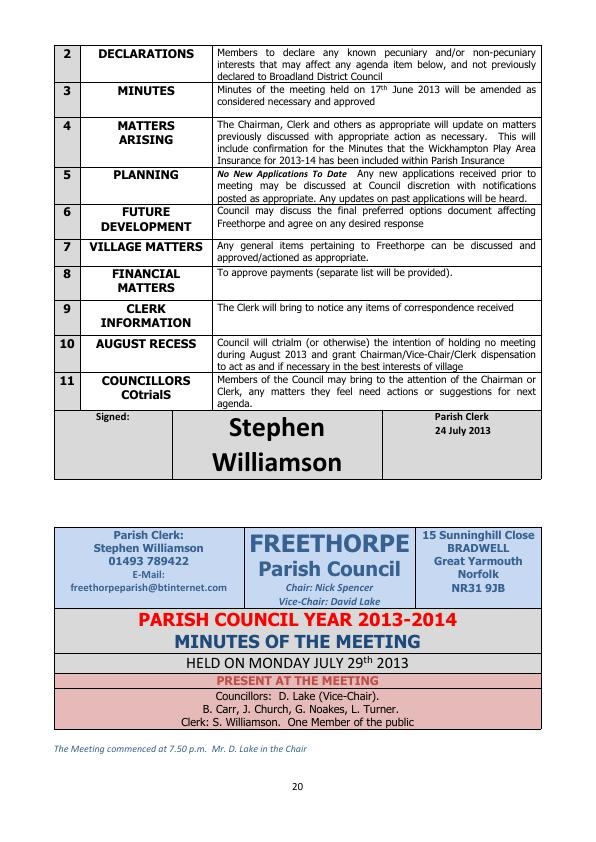 2 DECLARATIONS Members to declare any known pecuniary and/or non-pecuniary
interests that may affect any agenda item below, and not previously
declared to Broadland District Council
3 MINUTES Minutes of the meeting held on 17th June 2013 will be amended as
considered necessary and approved
4 MATTERS ARISING The Chairman, Clerk and others as appropriate will update on matters
previously discussed with appropriate action as necessary. This will
include confirmation for the Minutes that the Wickhampton Play Area
Insurance for 2013-14 has been included within Parish Insurance
5 PLANNING No New Applications To Date Any new applications received prior to
meeting may be discussed at Council discretion with notifications
posted as appropriate. Any updates on past applications will be heard.
6 FUTURE DEVELOPMENT Council may discuss the final preferred options document affecting
Freethorpe and agree on any desired response
7 VILLAGE MATTERS Any general items pertaining to Freethorpe can be discussed and
approved/actioned as appropriate.
8 FINANCIAL MATTERS To approve payments (separate list will be provided).
9 CLERK INFORMATION The Clerk will bring to notice any items of correspondence received
10 AUGUST RECESS Council will ctrialm (or otherwise) the intention of holding no meeting
during August 2013 and grant Chairman/Vice-Chair/Clerk dispensation
to act as and if necessary in the best interests of village
11 COUNCILLORS COtrialS Members of the Council may bring to the attention of the Chairman or
Clerk, any matters they feel need actions or suggestions for next
agenda.
Signed:
Stephen
Williamson
Parish Clerk
24 July 2013
Parish Clerk:
Stephen Williamson
01493 789422
E-Mail:
freethorpeparish@btinternet.com
FREETHORPE
Parish Council
Chair: Nick Spencer
Vice-Chair: David Lake
15 Sunninghill Close
BRADWELL
Great Yarmouth
Norfolk
NR31 9JB
PARISH COUNCIL YEAR 2013-2014
MINUTES OF THE MEETING
HELD ON MONDAY JULY 29th 2013
PRESENT AT THE MEETING
Councillors: D. Lake (Vice-Chair).
B. Carr, J. Church, G. Noakes, L. Turner.
Clerk: S. Williamson. One Member of the public
The Meeting commenced at 7.50 p.m. Mr. D. Lake in the Chair
20